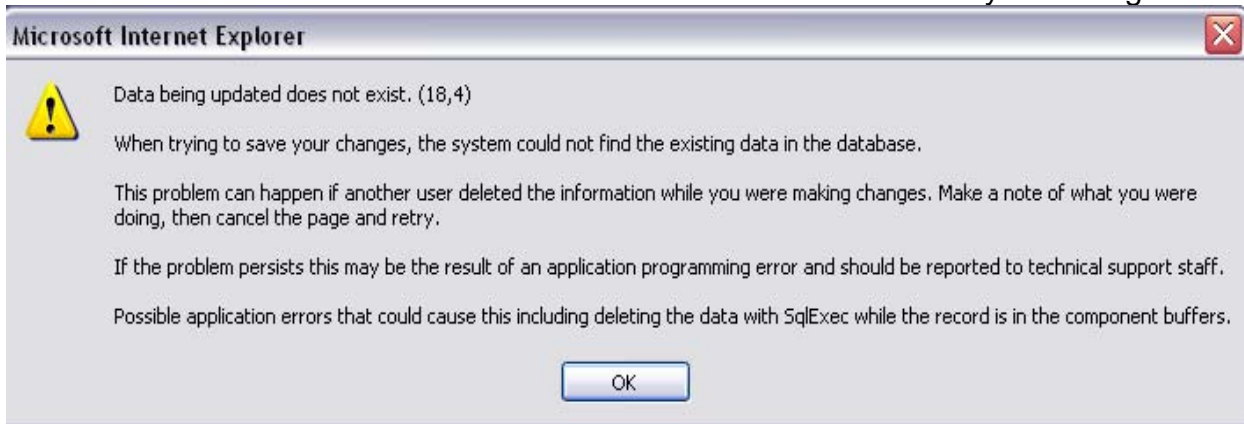 Microsoft Internet Explorer
Data being updated does not exist. (18,4)
When trying to save your changes, the system could not find the existing data in the database.
This problem can happen if another user deleted the information while you were making changes. Make a note of what you were
doing, then cancel the page and retry.
If the problem persists this may be the result of an application programming error and should be reported to technical support staff.
Possible application errors that could cause this including deleting the data with SqlExec while the record is in the component buffers.
OK